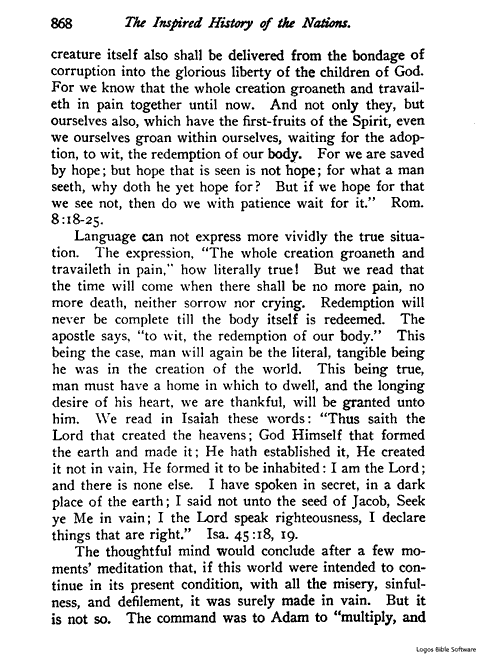 868 The Inspired History of the Nations.
creature itself also shall be delivered from the bondage of
corruption into the glorious liberty of the children of God.
For we know that the whole creation groaneth and travail-
eth in pain together until now. And not only they, but
ourselves also, which have the first-fruits of the Spirit, even
we ourselves groan within ourselves, waiting for the adop-
tion, to wit, the redemption of our body. For we are saved
by hope; but hope that is seen is not hope; for what a man
seeth, why doth he yet hope for? But if we hope for that
we see not, then do we with patience wait for it." Rom.
8:18-25.
Language can not express more vividly the true situa-
tion. The expression, "The whole creation groaneth and
travaileth in pain," how literally true! But we read that
the time will come when there shall be no more pain, no
more death, neither sorrow nor crying. Redemption will
never be complete till the body itself is redeemed. The
apostle says, "to wit, the redemption of our body." This
being the case, man will again be the literal, tangible being
he was in the creation of the world. This being true,
man must have a home in which to dwell, and the longing
desire of his heart, we are thankful, will be granted unto
him. We read in Isaiah these words: "Thus saith the
Lord that created the heavens; God Himself that formed
the earth and made it; He hath established it, He created
it not in vain, He formed it to be inhabited: I am the Lord;
and there is none else. I have spoken in secret, in a dark
place of the earth; I said not unto the seed of Jacob, Seek
ye Me in vain; I the Lord speak righteousness, I declare
things that are right." Isa. 45:18, 19.
The thoughtful mind would conclude after a few mo-
ments' meditation that, if this world were intended to con-
tinue in its present condition, with all the misery, sinful-
ness, and defilement, it was surely made in vain. But it
is not so. The command was to Adam to "multiply, and
Logos Bible Software